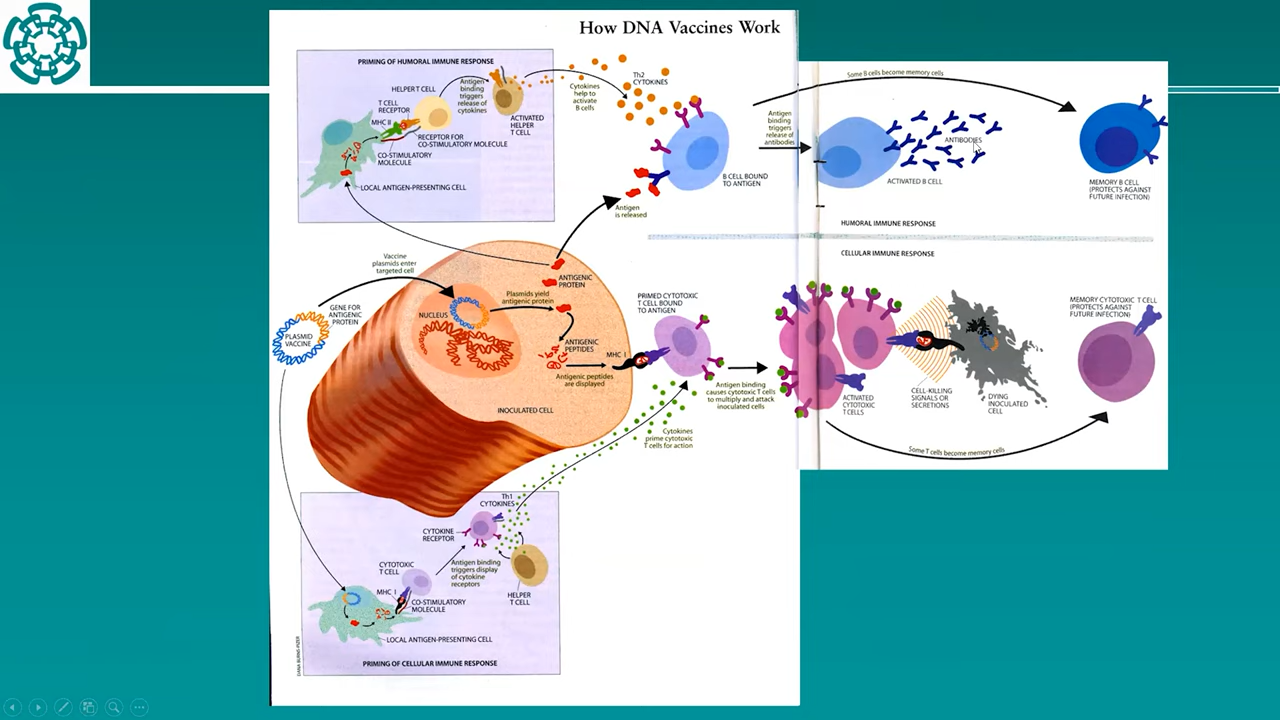 How DNA Vaccines Work
PRIMING OF HUMORAL IMMUNE RESPONSE
HELPER T CELL
T CELL
RECEPTOR
MHC II
Antigen
binding
triggers
release of
cytokines
ACTIVATED
HELPER
T CELL
RECEPTOR FOR
CO-STIMULATORY MOLECULE
CO-STIMULATORY
MOLECULE
LOCAL ANTIGEN-PRESENTING CELL
Cytokines
help to
activate
B cells
Th2
CYTOKINES
B CELL BOUND
TO ANTIGEN
Antigen
is released
Some B cells become memory cells
Antigen
binding
triggers
release of
antibodies
ANTIBODIES
ACTIVATED B CELL
MEMORY B CELL
(PROTECTS AGAINST
FUTURE INFECTION)
HUMORAL IMMUNE RESPONSE
CELLULAR IMMUNE RESPONSE
Vaccine
plasmids enter
targeted cell
GENE FOR
ANTIGENIC
PROTEIN
PLASMID
VACCINE
NUCLEUS
Plasmids yield
antigenic protein
ANTIGENIC
PROTEIN
ANTIGENIC
PEPTIDES
MHC I
Antigenic peptides
are displayed
INOCULATED CELL
PRIMED CYTOTOXIC
T CELL BOUND
TO ANTIGEN
Antigen binding
causes cytotoxic T cells
to multiply and attack
inoculated cells
Cytokines
prime cytotoxic
T cells for action
ACTIVATED
CYTOTOXIC
T CELLS
CELL-KILLING
SIGNALS OR
SECRETIONS
DYING
INOCULATED
CELL
MEMORY CYTOTOXIC T CELL
(PROTECTS AGAINST
FUTURE INFECTION)
Some T cells become memory cells
Th1
CYTOKINES
CYTOKINE
RECEPTOR
CYTOTOXIC
T CELL
Antigen binding
triggers display
of cytokine
receptors
HELPER
T CELL
MHC I
CO-STIMULATORY
MOLECULE
LOCAL ANTIGEN-PRESENTING CELL
PRIMING OF CELLULAR IMMUNE RESPONSE
DANA BURNS-PIZER